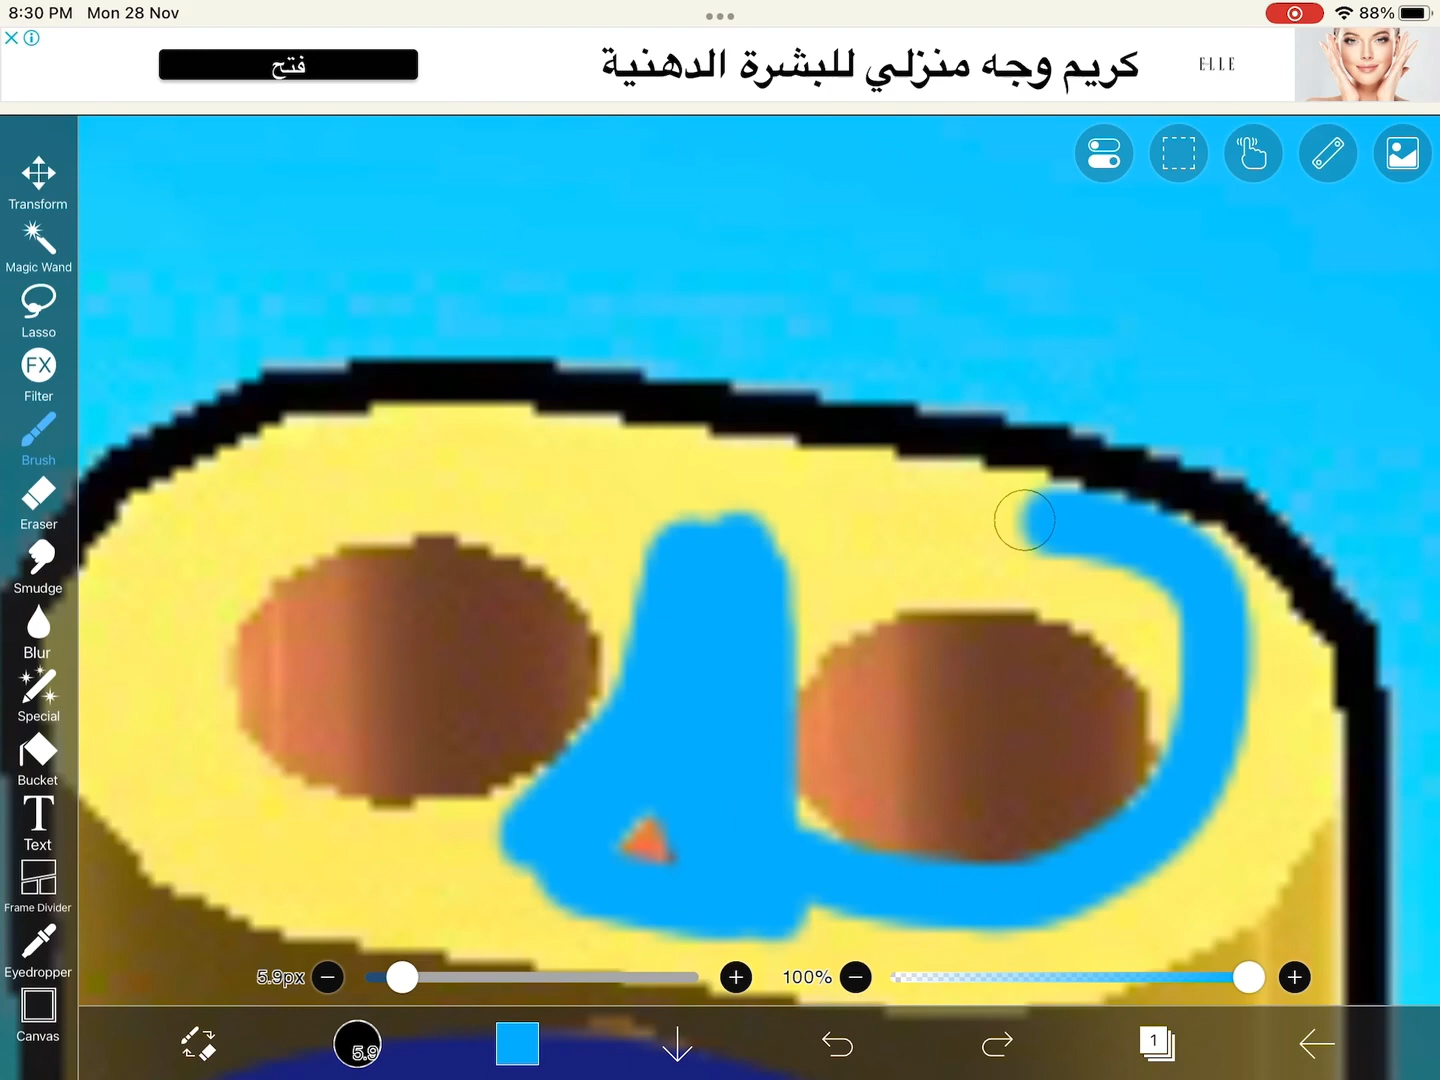 8:30 PM Mon 28 Nov
88%
فتح
كريم وجه منزلي للبشرة الدهنية
ELLE
Transform
Magic Wand
Lasso
FX
Filter
Brush
Eraser
Smudge
Blur
Special
Bucket
T
Text
Frame Divider
Eyedropper
Canvas
5.9px
100%
5.9
1